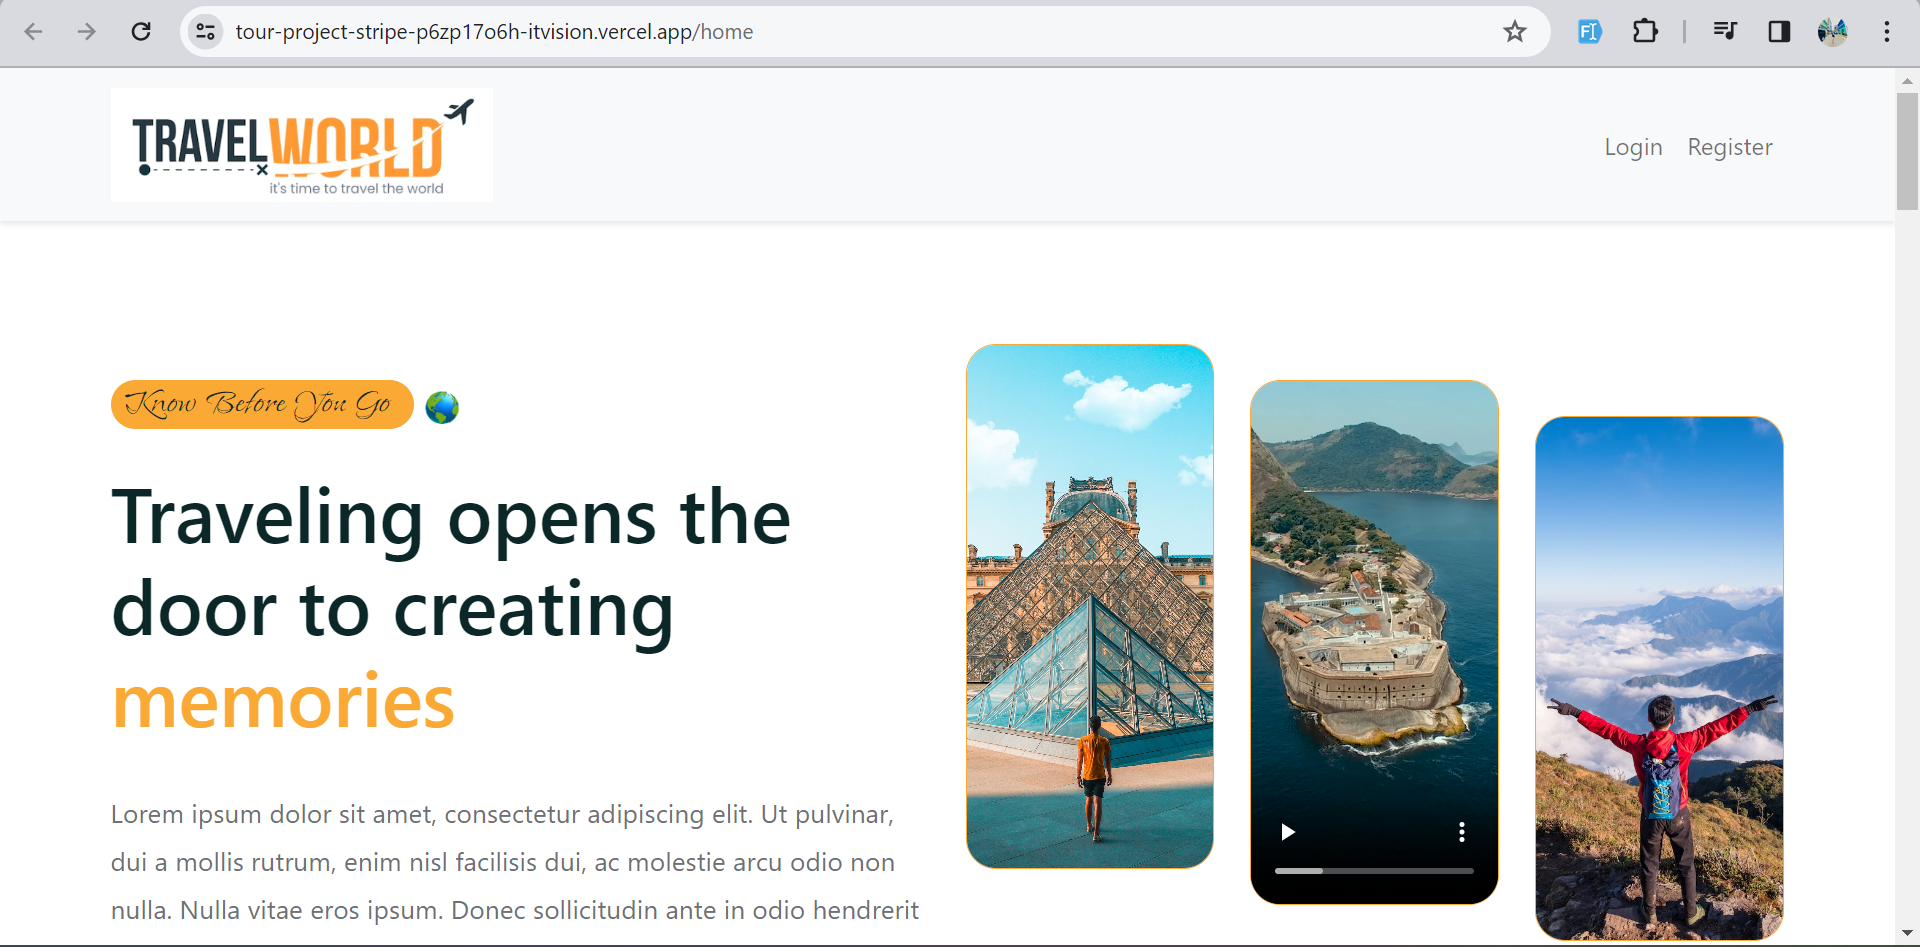 tour-project-stripe-p6zp17o6h-itvision.vercel.app/home
TRAVELWORLD
it's time to travel the world
Login Register
Know Before You Go
Traveling opens the
door to creating
memories
Lorem ipsum dolor sit amet, consectetur adipiscing elit. Ut pulvinar,
dui a mollis rutrum, enim nisl facilisis dui, ac molestie arcu odio non
nulla. Nulla vitae eros ipsum. Donec sollicitudin ante in odio hendrerit